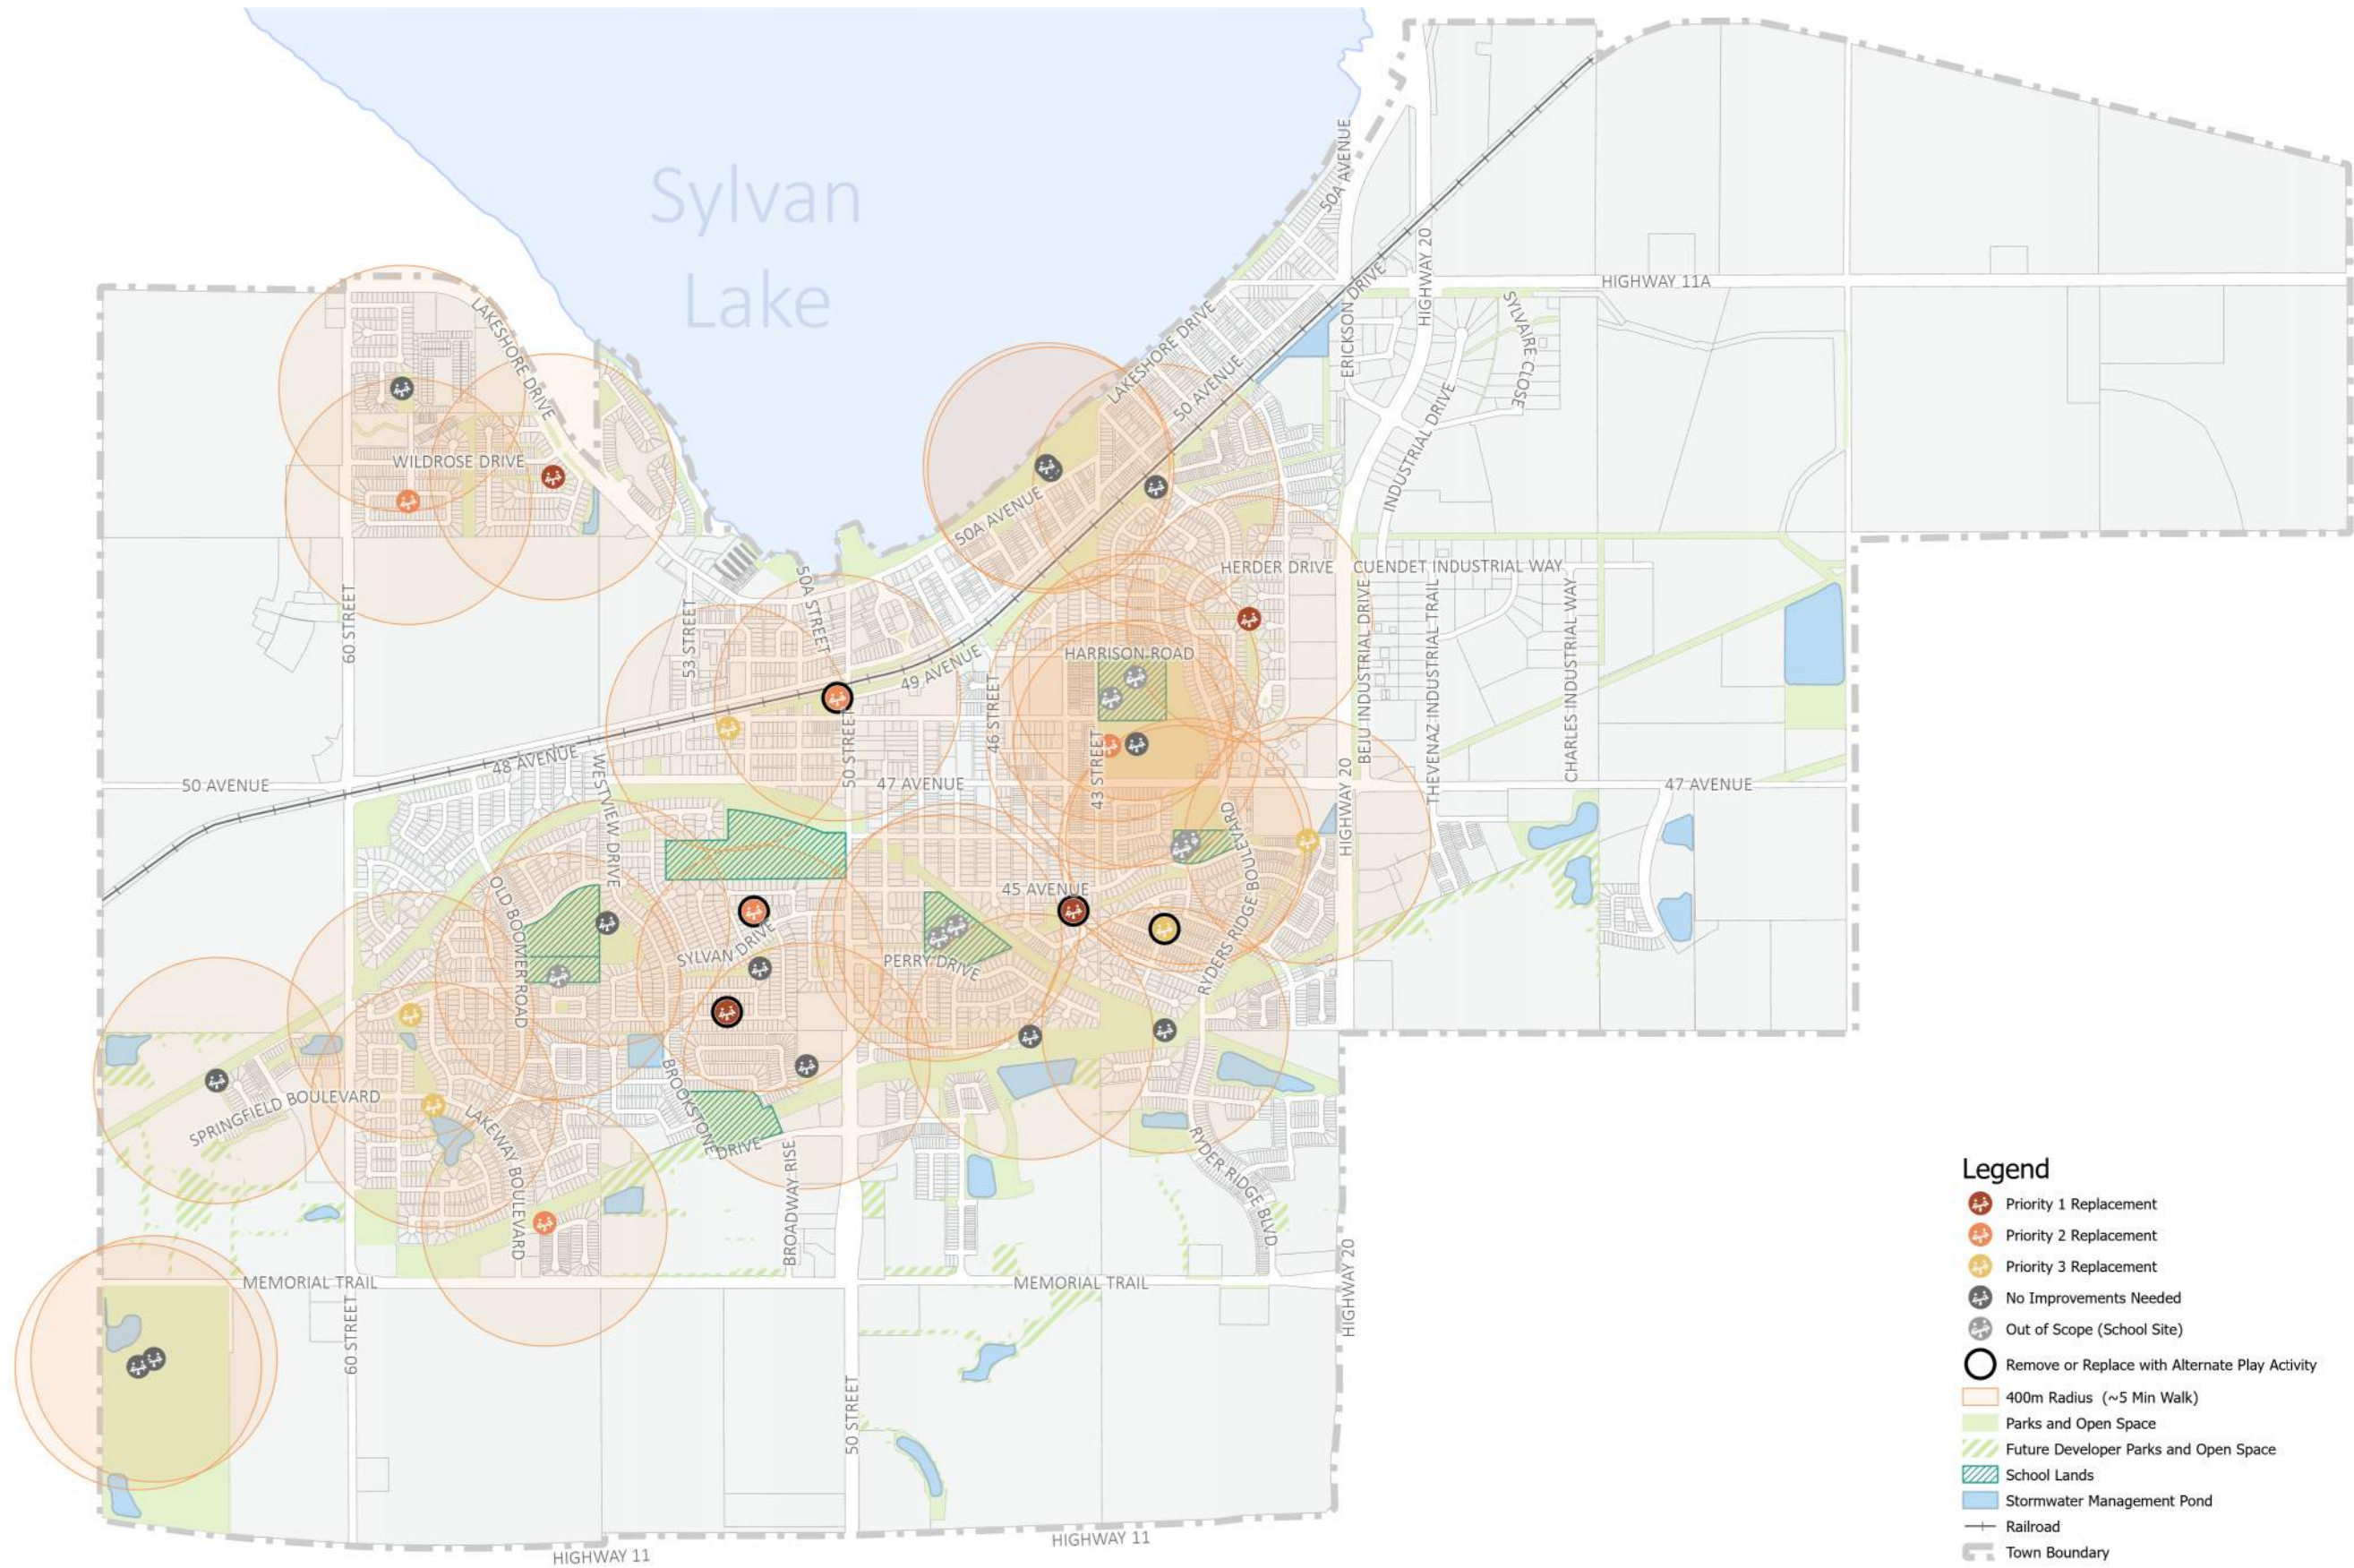 Sylvan
Lake
50A AVENUE
HIGHWAY 20
HIGHWAY 11A
LAKESHORE DRIVE
ERICKSON DRIVE
SYLVAIRE CLOSE
LAKESHORE DRIVE
50 AVENUE
INDUSTRIAL DRIVE
WILDROSE DRIVE
50A AVENUE
HERDER DRIVE
CUENDET INDUSTRIAL WAY
60 STREET
53 STREET
50A STREET
49 AVENUE
46 STREET
HARRISON ROAD
BEJU INDUSTRIAL DRIVE
THEVENAZ INDUSTRIAL TRAIL
CHARLES INDUSTRIAL WAY
50 AVENUE
48 AVENUE
WESTVIEW DRIVE
50 STREET
47 AVENUE
43 STREET
HIGHWAY 20
47 AVENUE
OLD BOOMER ROAD
45 AVENUE
RYDERS RIDGE BOULEVARD
SYLVAN DRIVE
PERRY DRIVE
SPRINGFIELD BOULEVARD
LAKEWAY BOULEVARD
BROOKSTONE DRIVE
BROADWAY RISE
RYDER RIDGE BLVD.
MEMORIAL TRAIL
MEMORIAL TRAIL
60 STREET
50 STREET
HIGHWAY 20
HIGHWAY 11
HIGHWAY 11
Legend
Priority 1 Replacement
Priority 2 Replacement
Priority 3 Replacement
No Improvements Needed
Out of Scope (School Site)
Remove or Replace with Alternate Play Activity
400m Radius (~5 Min Walk)
Parks and Open Space
Future Developer Parks and Open Space
School Lands
Stormwater Management Pond
Railroad
Town Boundary